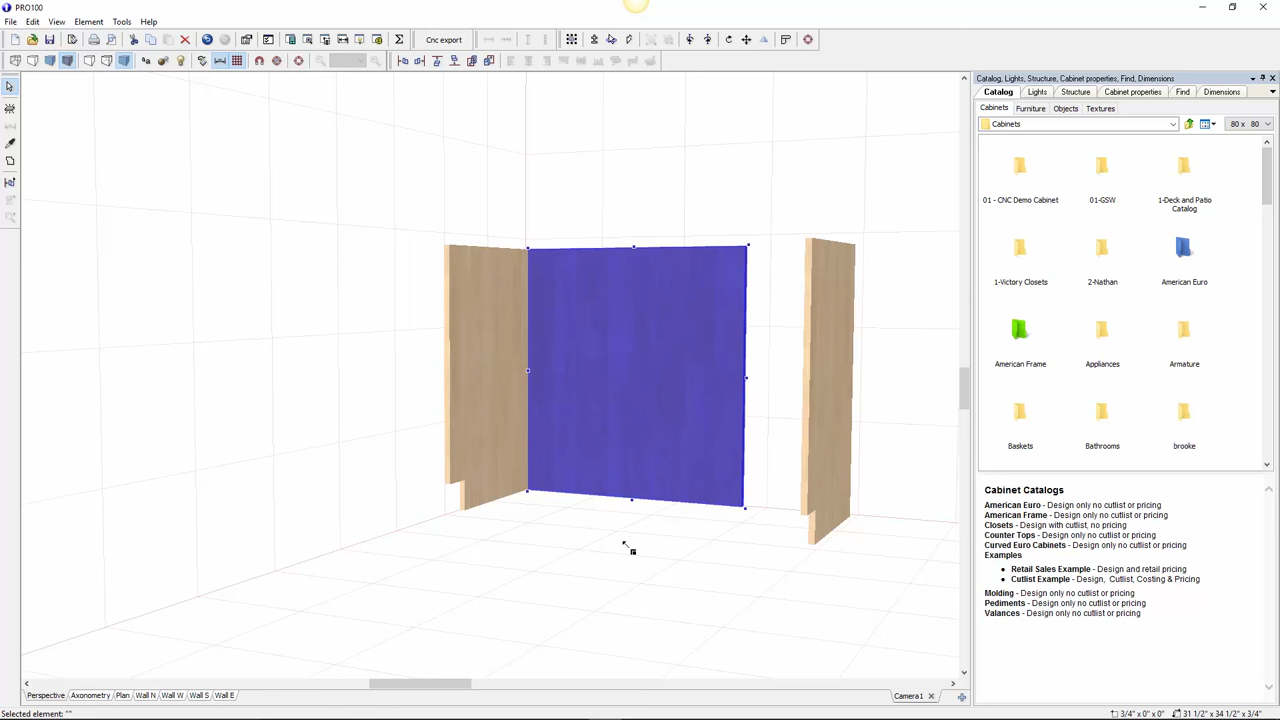 PRO100
File Edit View Element Tools Help
Cnc export
Catalog, Lights, Structure, Cabinet properties, Find, Dimensions
Catalog Lights Structure Cabinet properties Find Dimensions
Cabinets Furniture Objects Textures
Cabinets 80 x 80
01 - CNC Demo Cabinet 01-GSW 1-Deck and Patio
Catalog
1-Victory Closets 2-Nathan American Euro
American Frame Appliances Armature
Baskets Bathrooms brooke
Cabinet Catalogs
American Euro - Design only no cutlist or pricing
American Frame - Design only no cutlist or pricing
Closets - Design with cutlist, no pricing
Counter Tops - Design only no cutlist or pricing
Curved Euro Cabinets - Design only no cutlist or pricing
Examples
• Retail Sales Example - Design and retail pricing
• Cutlist Example - Design, Cutlist, Costing & Pricing
Molding - Design only no cutlist or pricing
Pediments - Design only no cutlist or pricing
Valances - Design only no cutlist or pricing
Perspective Axonometry Plan Wall N Wall W Wall S Wall E Camera1
Selected element: "" 3/4" x 0" x 0" 31 1/2" x 34 1/2" x 3/4"